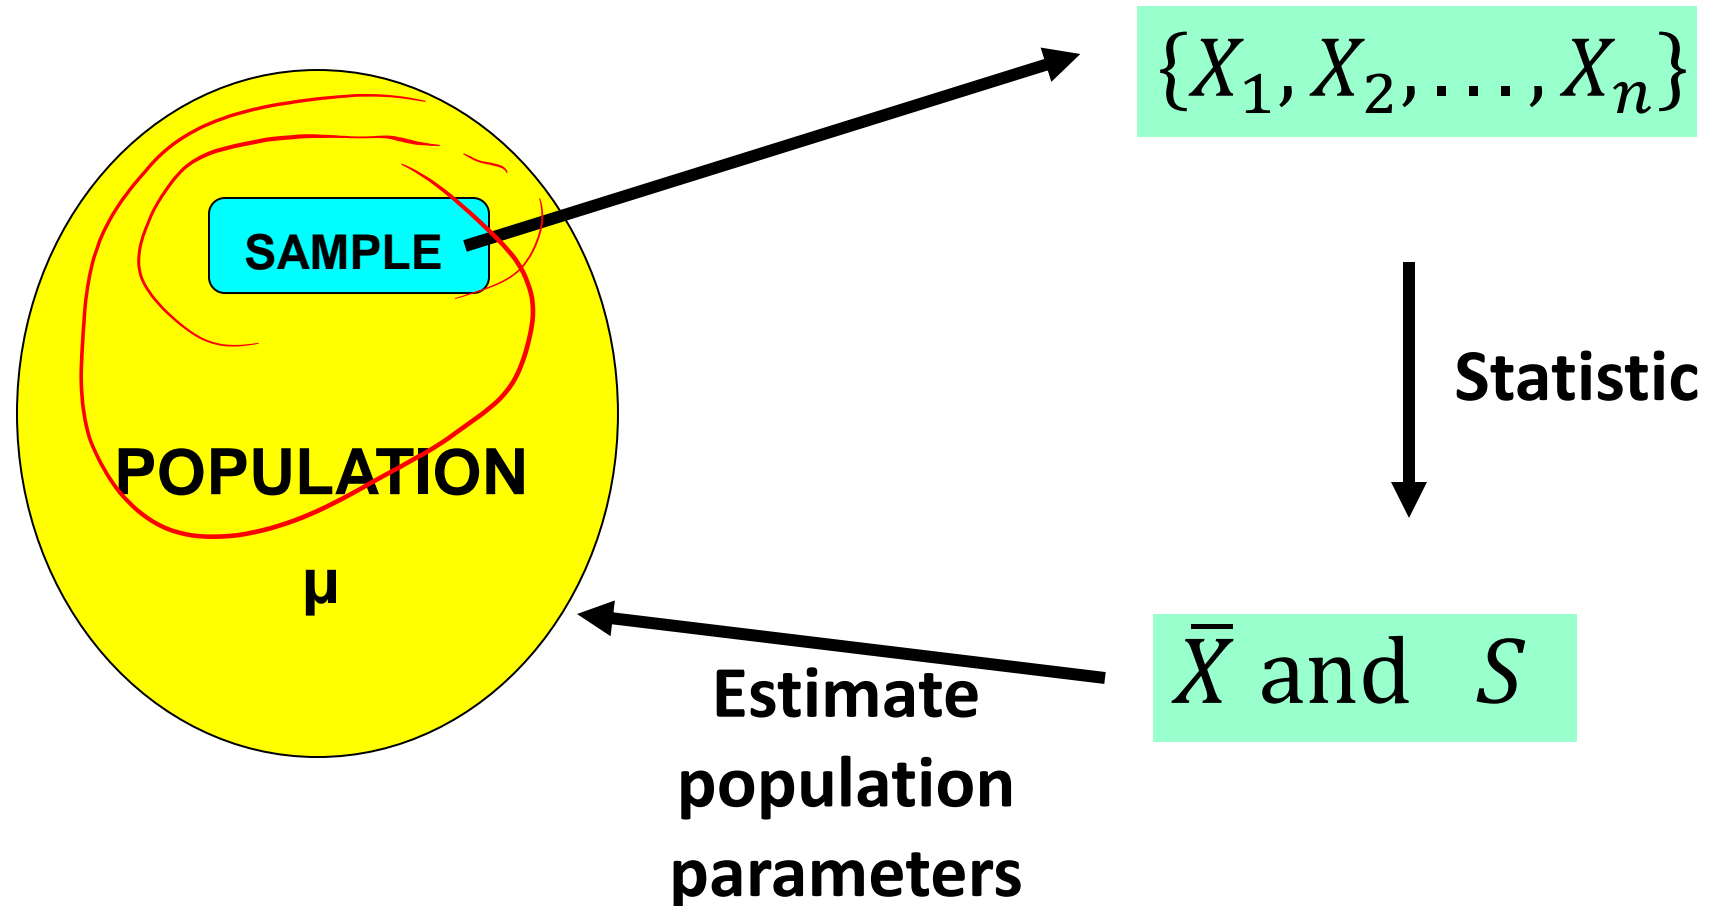 {X₁, X₂, . . . , Xₙ}
SAMPLE
Statistic
POPULATION
μ
X̄ and S
Estimate
population
parameters